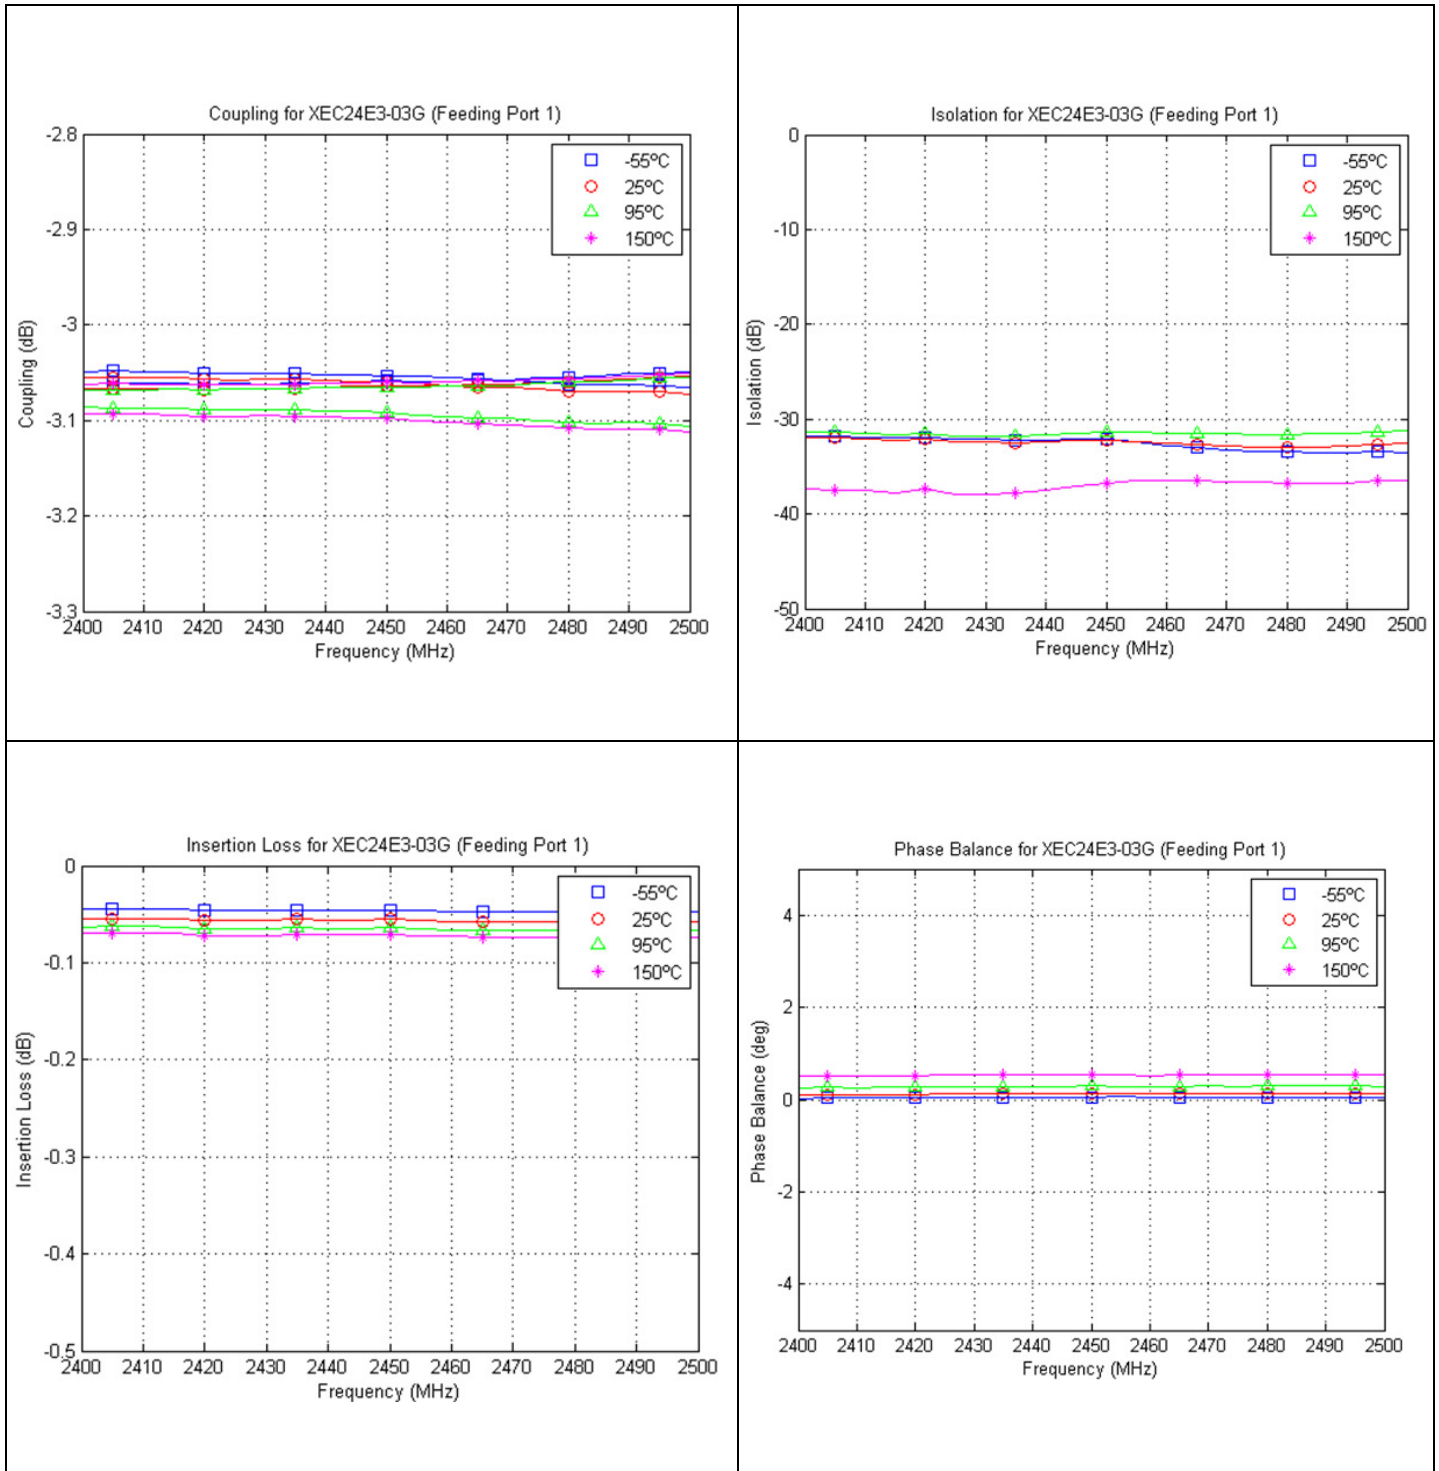 Coupling for XEC24E3-03G (Feeding Port 1)
-2.8
-2.9
-3
-3.1
-3.2
-3.3
Coupling (dB)
-55ºC
25ºC
95ºC
150ºC
2400 2410 2420 2430 2440 2450 2460 2470 2480 2490 2500
Frequency (MHz)
Isolation for XEC24E3-03G (Feeding Port 1)
0
-10
-20
-30
-40
-50
Isolation (dB)
-55ºC
25ºC
95ºC
150ºC
2400 2410 2420 2430 2440 2450 2460 2470 2480 2490 2500
Frequency (MHz)
Insertion Loss for XEC24E3-03G (Feeding Port 1)
0
-0.1
-0.2
-0.3
-0.4
-0.5
Insertion Loss (dB)
-55ºC
25ºC
95ºC
150ºC
2400 2410 2420 2430 2440 2450 2460 2470 2480 2490 2500
Frequency (MHz)
Phase Balance for XEC24E3-03G (Feeding Port 1)
4
2
0
-2
-4
Phase Balance (deg)
-55ºC
25ºC
95ºC
150ºC
2400 2410 2420 2430 2440 2450 2460 2470 2480 2490 2500
Frequency (MHz)